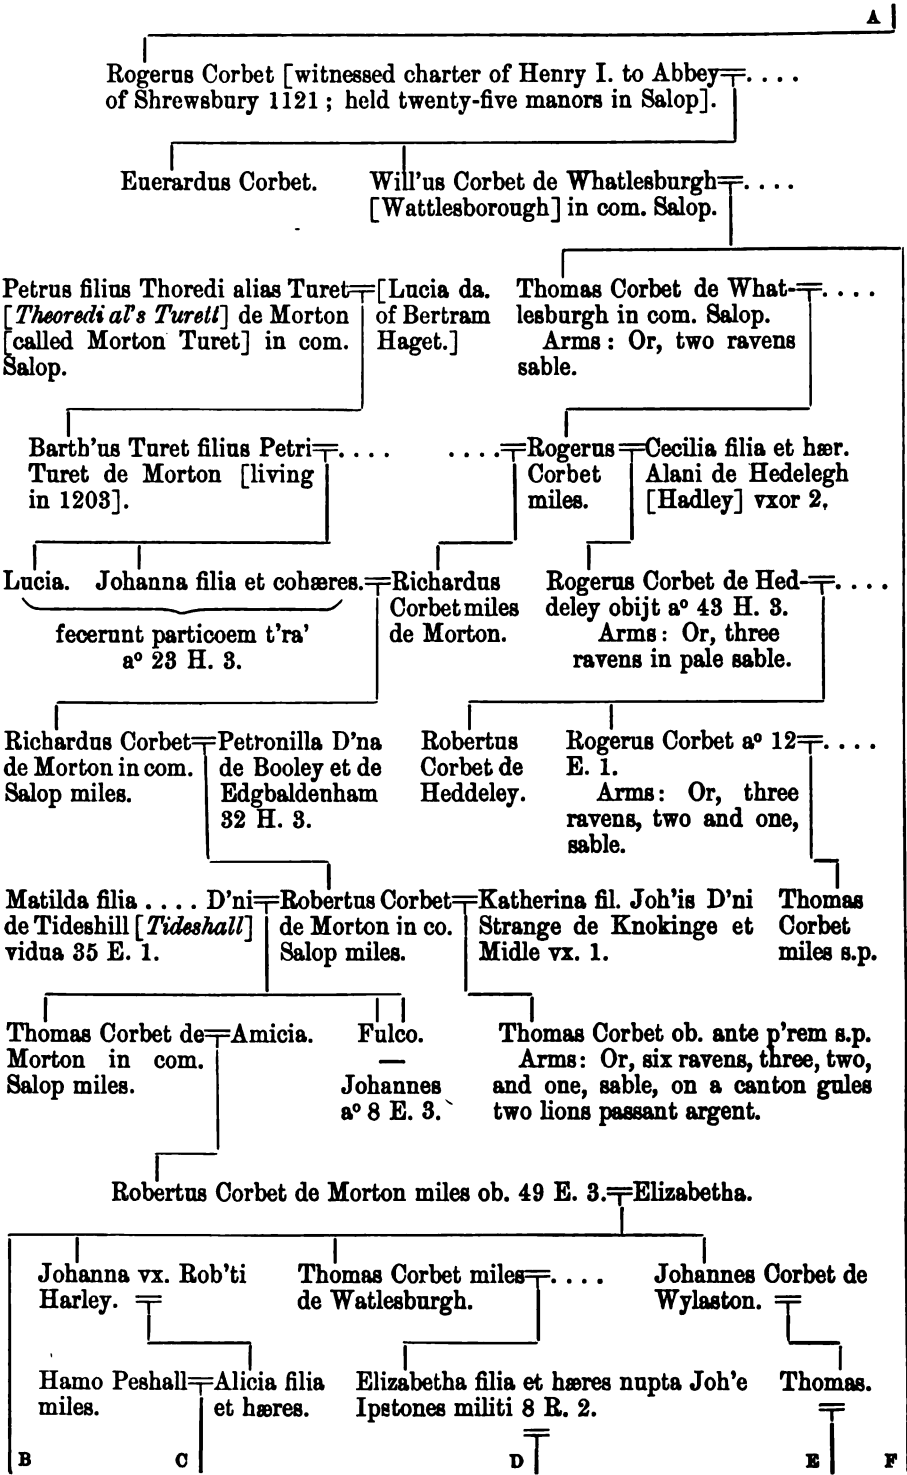 A
Rogerus Corbet [witnessed charter of Henry I. to Abbey=. . . .
of Shrewsbury 1121 ; held twenty-five manors in Salop].
Euerardus Corbet.
Will'us Corbet de Whatlesburgh=. . . .
[Wattlesborough] in com. Salop.
Petrus filius Thoredi alias Turet=[Lucia da.
[Theoredi al's Turett] de Morton of Bertram
[called Morton Turet] in com. Haget.]
Salop.
Thomas Corbet de What-=. . . .
lesburgh in com. Salop.
Arms : Or, two ravens
sable.
Barth'us Turet filius Petri=. . . .
Turet de Morton [living
in 1203].
. . . .=Rogerus=Cecilia filia et hær.
Corbet Alani de Hedelegh
miles. [Hadley] vxor 2.
Lucia. Johanna filia et cohæres.=Richardus
Corbet miles
de Morton.
fecerunt particoem t'ra'
aº 23 H. 3.
Rogerus Corbet de Hed-=. . . .
deley obijt aº 43 H. 3.
Arms : Or, three
ravens in pale sable.
Richardus Corbet=Petronilla D'na
de Morton in com. de Booley et de
Salop miles. Edgbaldenham
32 H. 3.
Robertus
Corbet de
Heddeley.
Rogerus Corbet aº 12=. . . .
E. 1.
Arms : Or, three
ravens, two and one,
sable.
Matilda filia . . . . D'ni=Robertus Corbet=Katherina fil. Joh'is D'ni
de Tideshill [Tideshall] de Morton in co. Strange de Knokinge et
vidua 35 E. 1. Salop miles. Midle vx. 1.
Thomas
Corbet
miles s.p.
Thomas Corbet de=Amicia.
Morton in com.
Salop miles.
Fulco.
—
Johannes
aº 8 E. 3.
Thomas Corbet ob. ante p'rem s.p.
Arms : Or, six ravens, three, two,
and one, sable, on a canton gules
two lions passant argent.
Robertus Corbet de Morton miles ob. 49 E. 3.=Elizabetha.
Johanna vx. Rob'ti
Harley. =
Thomas Corbet miles=. . . .
de Watlesburgh.
Johannes Corbet de
Wylaston. =
Hamo Peshall=Alicia filia
miles. et hæres.
Elizabetha filia et hæres nupta Joh'e
Ipstones militi 8 R. 2.
=
Thomas.
=
B C D E F